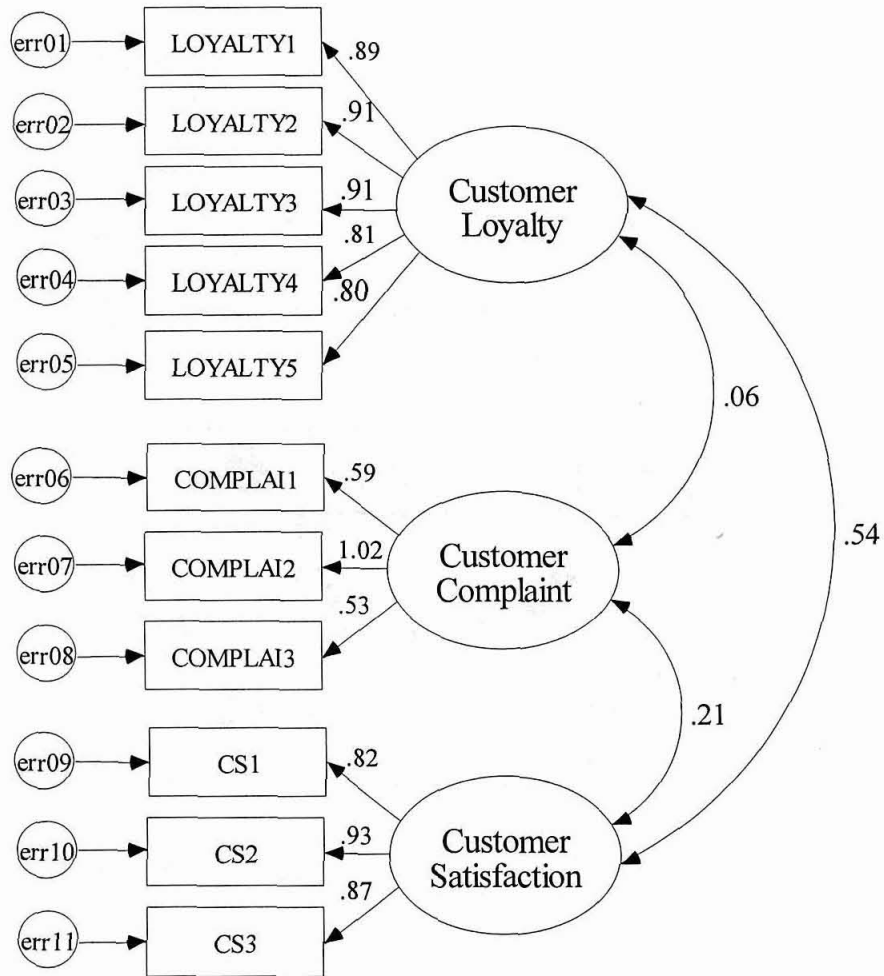 err01
LOYALTY1
.89
err02
LOYALTY2
.91
err03
LOYALTY3
.91
err04
LOYALTY4
.81
err05
LOYALTY5
.80
Customer
Loyalty
.06
.54
err06
COMPLAI1
.59
err07
COMPLAI2
1.02
err08
COMPLAI3
.53
Customer
Complaint
.21
err09
CS1
.82
err10
CS2
.93
err11
CS3
.87
Customer
Satisfaction